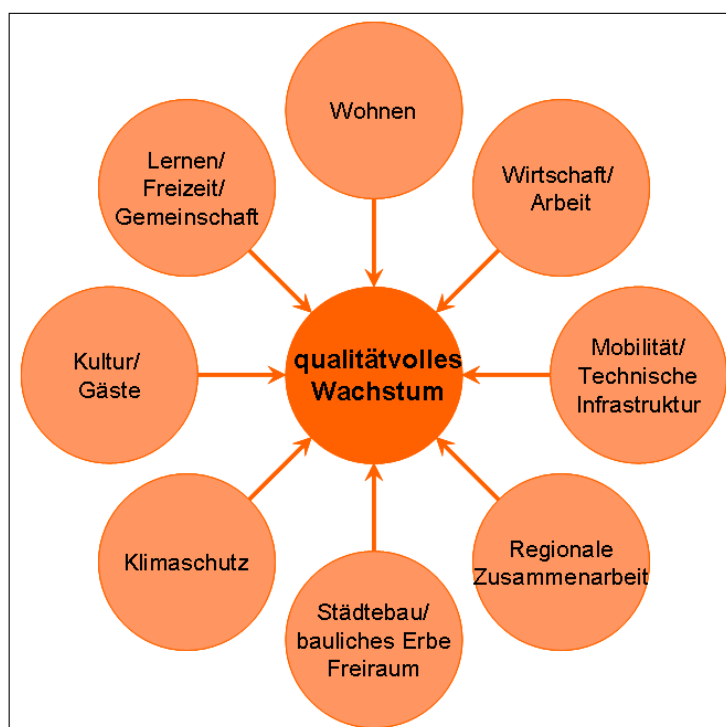 Wohnen
Lernen/
Freizeit/
Gemeinschaft
Wirtschaft/
Arbeit
Kultur/
Gäste
qualitätvolles
Wachstum
Mobilität/
Technische
Infrastruktur
Klimaschutz
Regionale
Zusammenarbeit
Städtebau/
bauliches Erbe
Freiraum